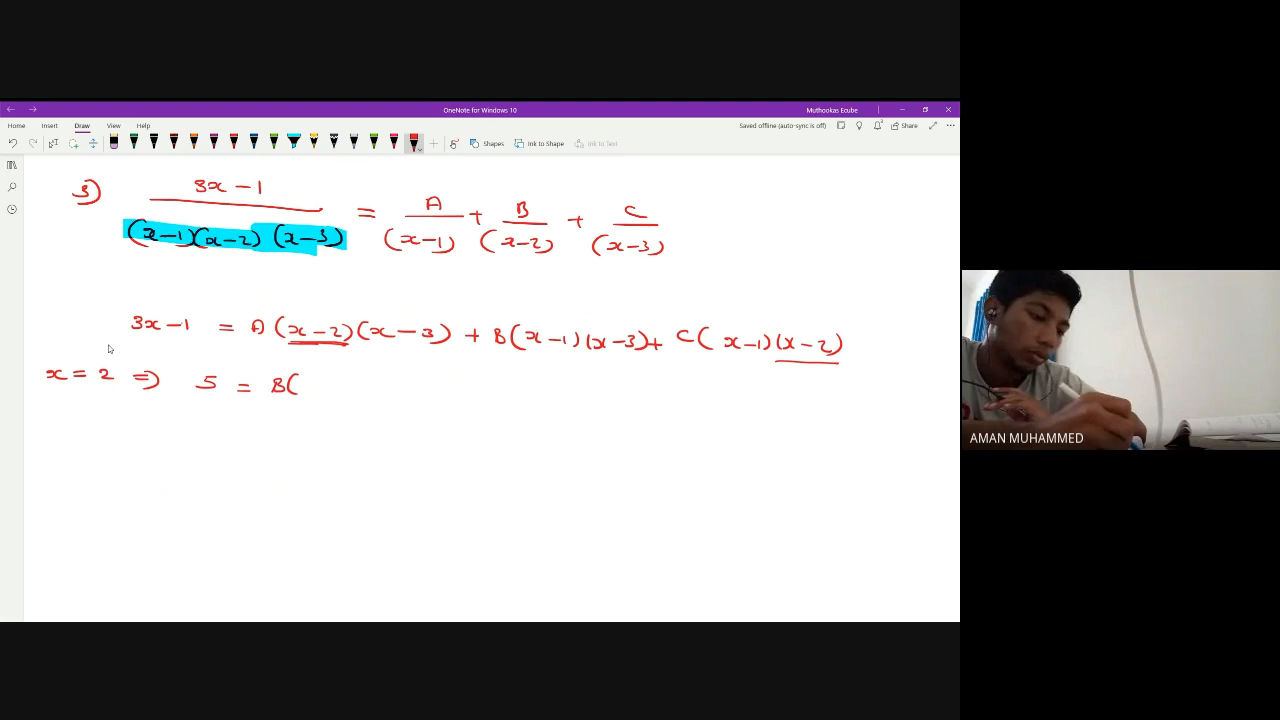 OneNote for Windows 10
Muthookas Ecube
Home Insert Draw View Help
Saved offline (auto-sync is off)
Share
Shapes
Ink to Shape
Ink to Text
3) 3x-1 / (x-1)(x-2)(x-3) = A / (x-1) + B / (x-2) + C / (x-3)
3x-1 = A(x-2)(x-3) + B(x-1)(x-3) + C(x-1)(x-2)
x = 2 ⇒ 5 = B(
AMAN MUHAMMED